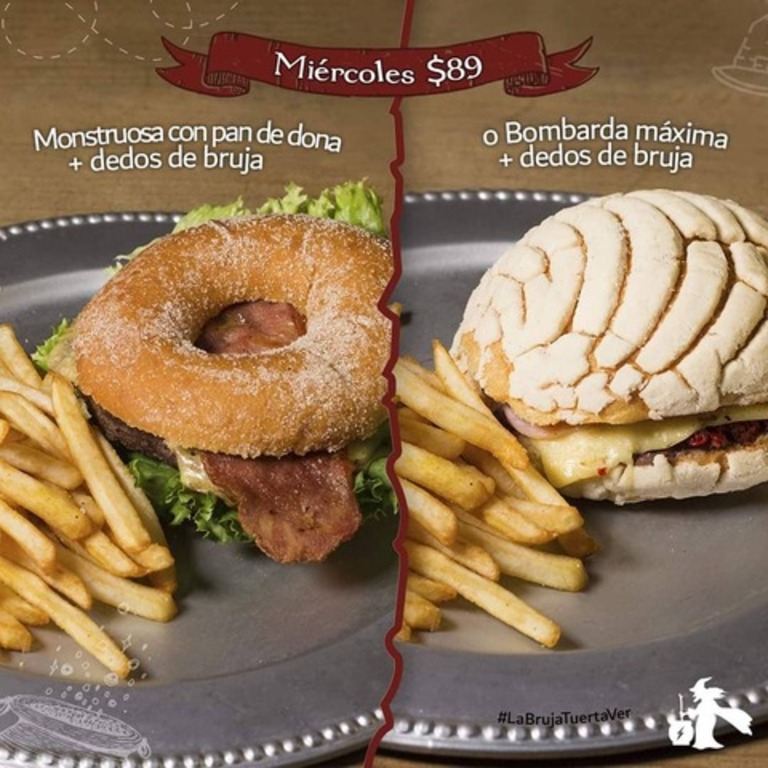 Miércoles $89
Monstruosa con pan de dona
+ dedos de bruja
o Bombarda máxima
+ dedos de bruja
#LaBrujaTuertaVer